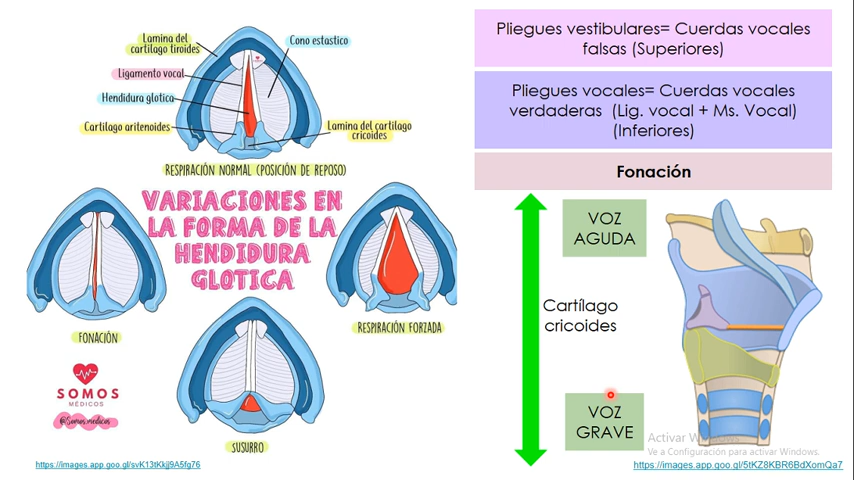 Lamina del
cartilago tiroides
Ligamento vocal
Hendidura glotica
Cartilago aritenoides
Cono estastico
Lamina del cartilago
cricoides
RESPIRACIÓN NORMAL (POSICIÓN DE REPOSO)
VARIACIONES EN
LA FORMA DE LA
HENDIDURA
GLOTICA
FONACIÓN
RESPIRACIÓN FORZADA
SUSURRO
SOMOS
MÉDICOS
@Somos.medicos
https://images.app.goo.gl/svK13tKkjj9A5fg76
Pliegues vestibulares= Cuerdas vocales
falsas (Superiores)
Pliegues vocales= Cuerdas vocales
verdaderas (Lig. vocal + Ms. Vocal)
(Inferiores)
Fonación
VOZ
AGUDA
Cartílago
cricoides
VOZ
GRAVE
Activar Windows
Ve a Configuración para activar Windows.
https://images.app.goo.gl/5tKZ8KBR6BdXomQa7